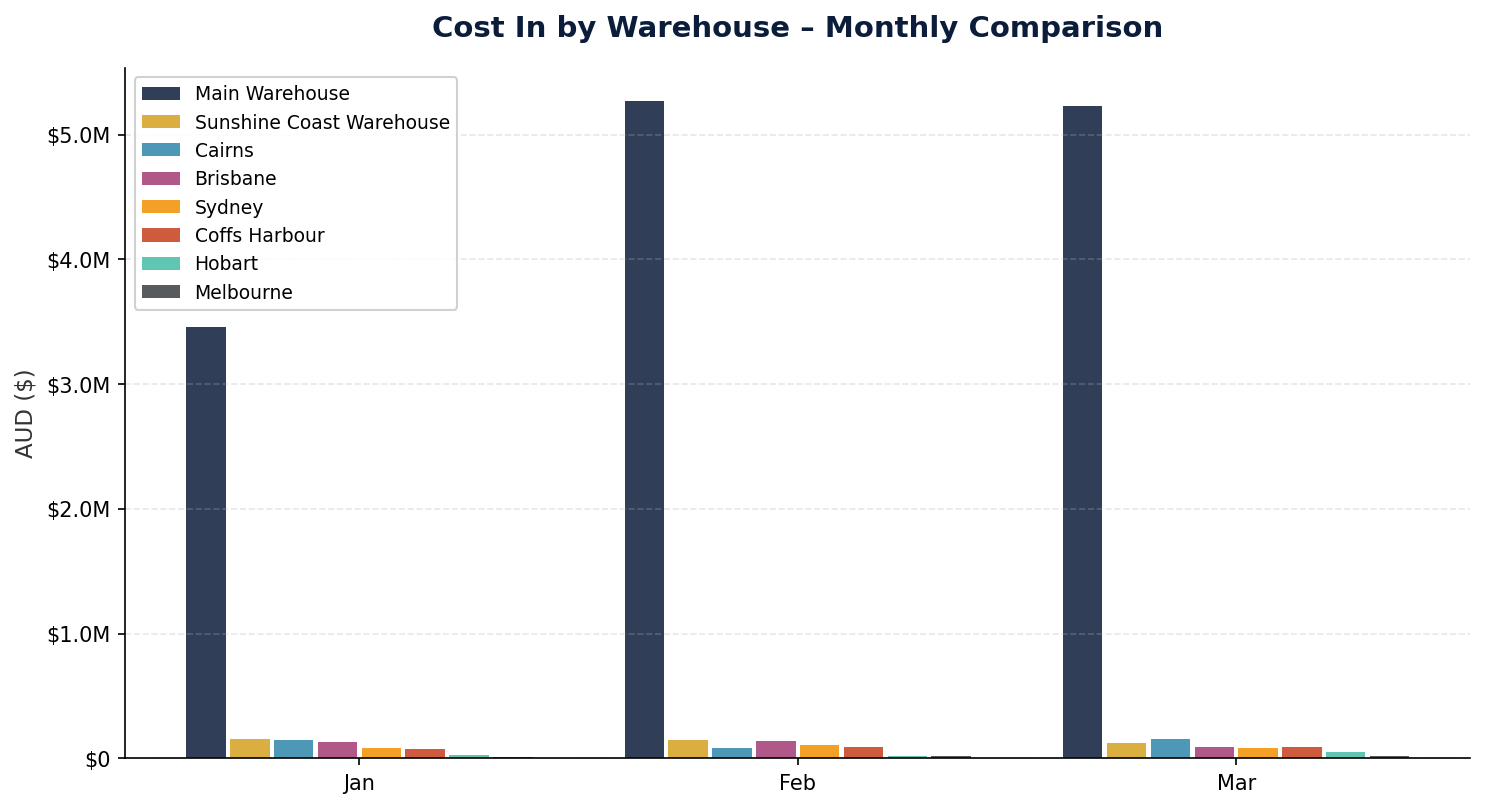 Cost In by Warehouse – Monthly Comparison
Main Warehouse
Sunshine Coast Warehouse
Cairns
Brisbane
Sydney
Coffs Harbour
Hobart
Melbourne
AUD ($)
$5.0M
$4.0M
$3.0M
$2.0M
$1.0M
$0
Jan
Feb
Mar